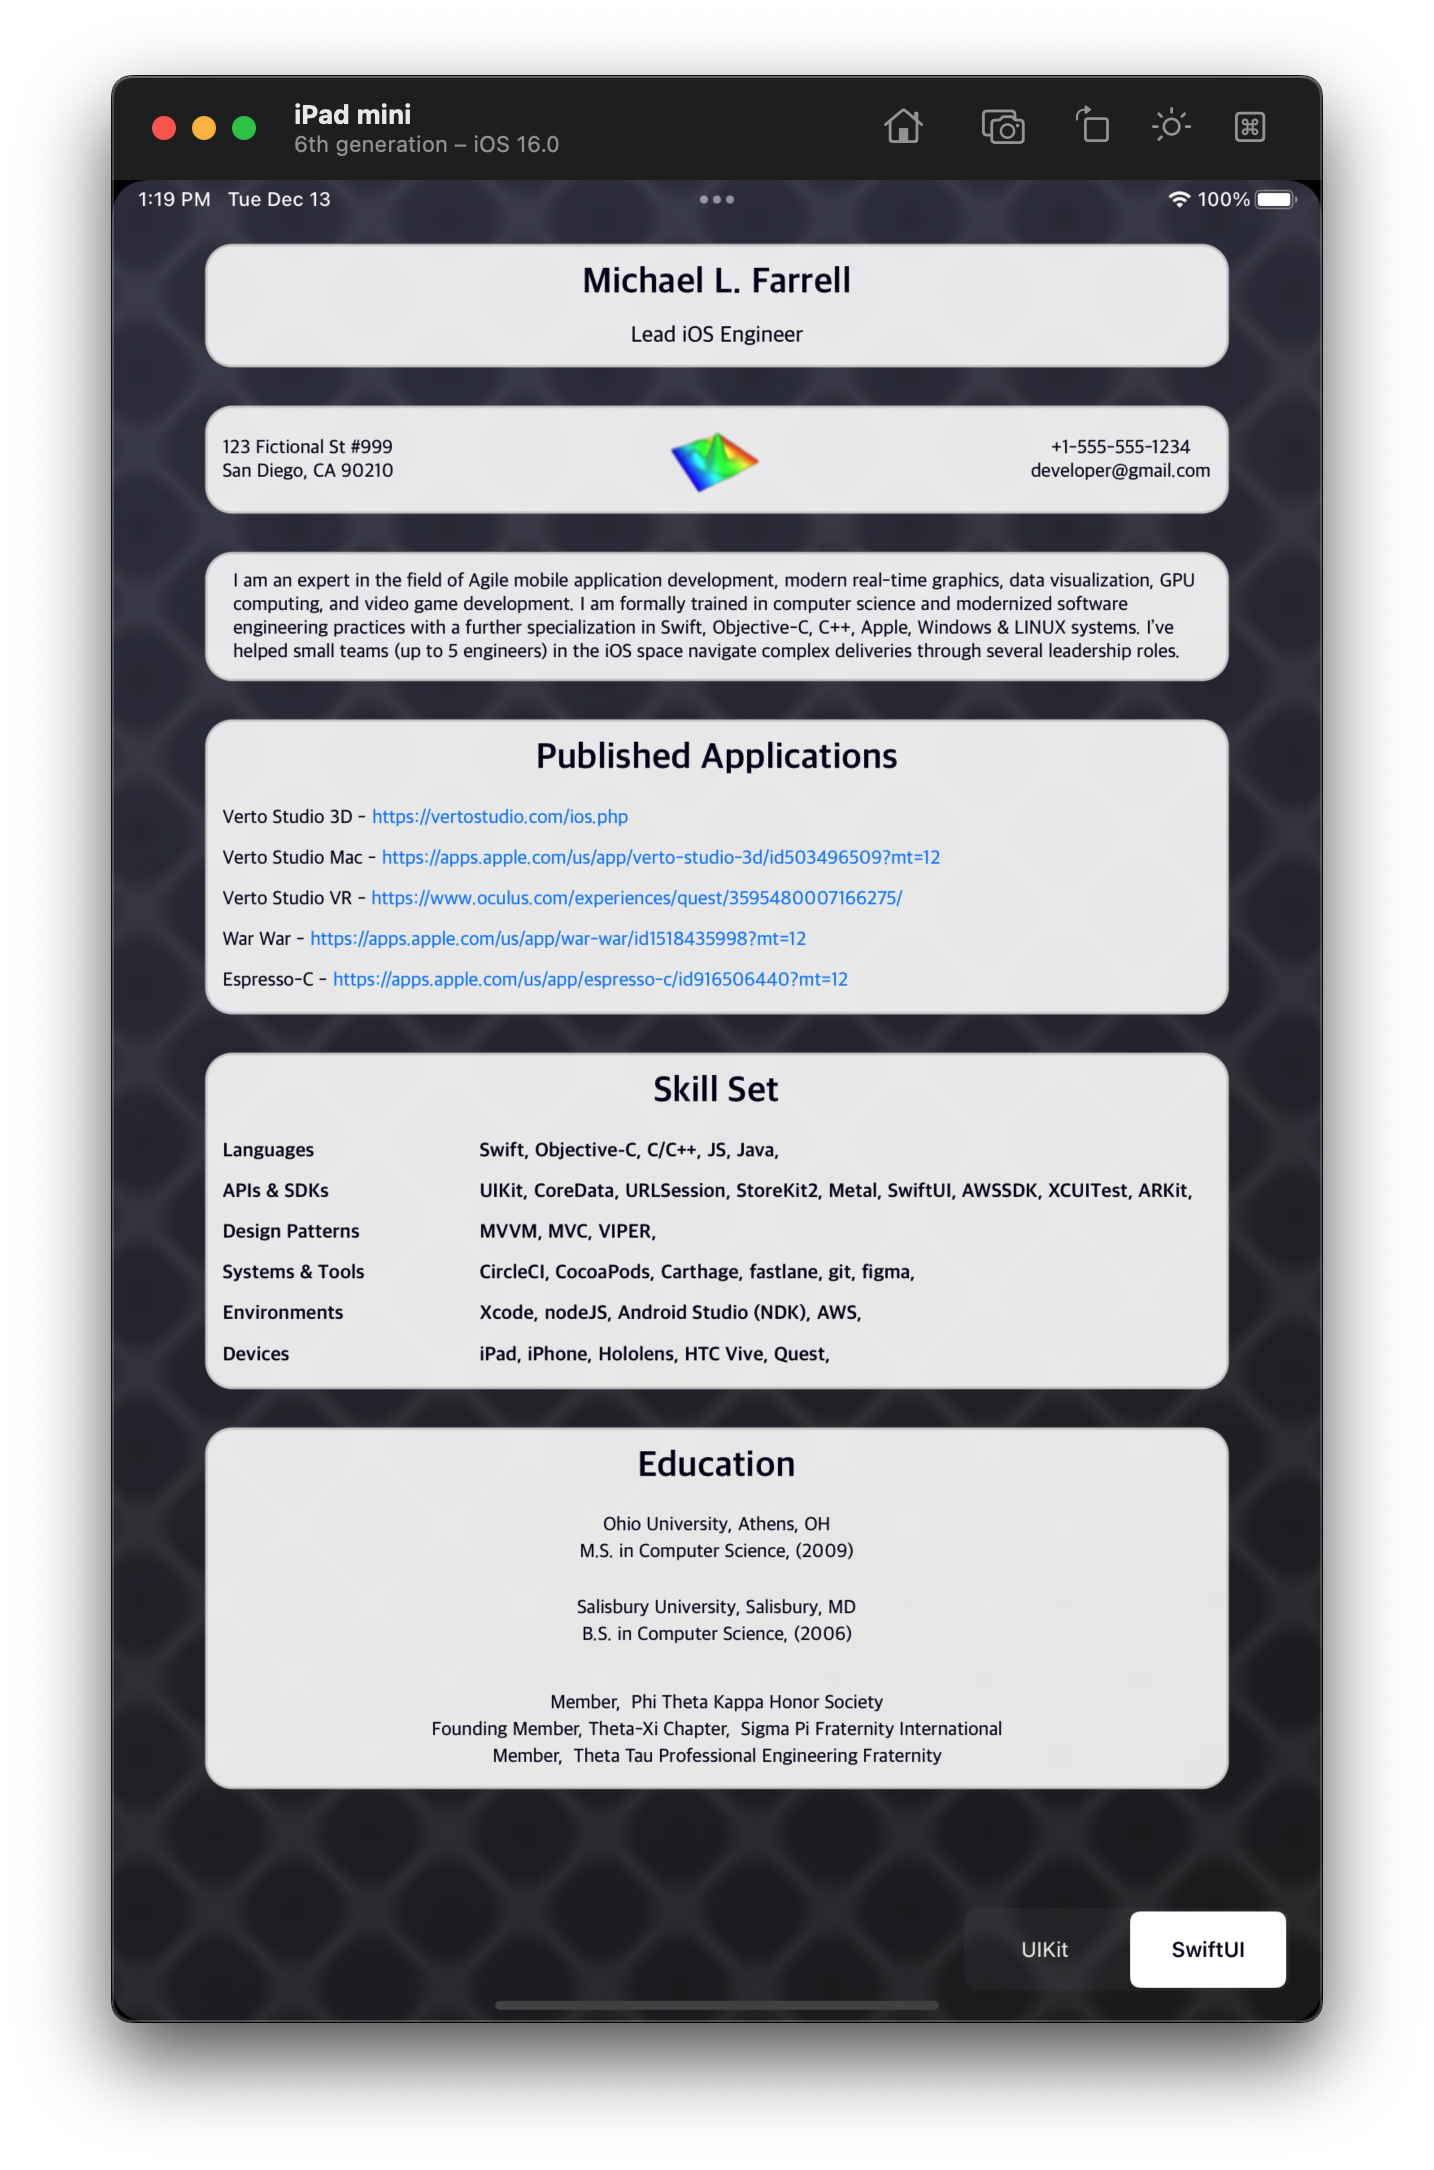 iPad mini
6th generation – iOS 16.0
1:19 PM Tue Dec 13
100%
Michael L. Farrell
Lead iOS Engineer
123 Fictional St #999
San Diego, CA 90210
+1-555-555-1234
developer@gmail.com
I am an expert in the field of Agile mobile application development, modern real-time graphics, data visualization, GPU
computing, and video game development. I am formally trained in computer science and modernized software
engineering practices with a further specialization in Swift, Objective-C, C++, Apple, Windows & LINUX systems. I've
helped small teams (up to 5 engineers) in the iOS space navigate complex deliveries through several leadership roles.
Published Applications
Verto Studio 3D - https://vertostudio.com/ios.php
Verto Studio Mac - https://apps.apple.com/us/app/verto-studio-3d/id503496509?mt=12
Verto Studio VR - https://www.oculus.com/experiences/quest/3595480007166275/
War War - https://apps.apple.com/us/app/war-war/id1518435998?mt=12
Espresso-C - https://apps.apple.com/us/app/espresso-c/id916506440?mt=12
Skill Set
Languages Swift, Objective-C, C/C++, JS, Java,
APIs & SDKs UIKit, CoreData, URLSession, StoreKit2, Metal, SwiftUI, AWSSDK, XCUITest, ARKit,
Design Patterns MVVM, MVC, VIPER,
Systems & Tools CircleCI, CocoaPods, Carthage, fastlane, git, figma,
Environments Xcode, nodeJS, Android Studio (NDK), AWS,
Devices iPad, iPhone, Hololens, HTC Vive, Quest,
Education
Ohio University, Athens, OH
M.S. in Computer Science, (2009)
Salisbury University, Salisbury, MD
B.S. in Computer Science, (2006)
Member, Phi Theta Kappa Honor Society
Founding Member, Theta-Xi Chapter, Sigma Pi Fraternity International
Member, Theta Tau Professional Engineering Fraternity
UIKit SwiftUI